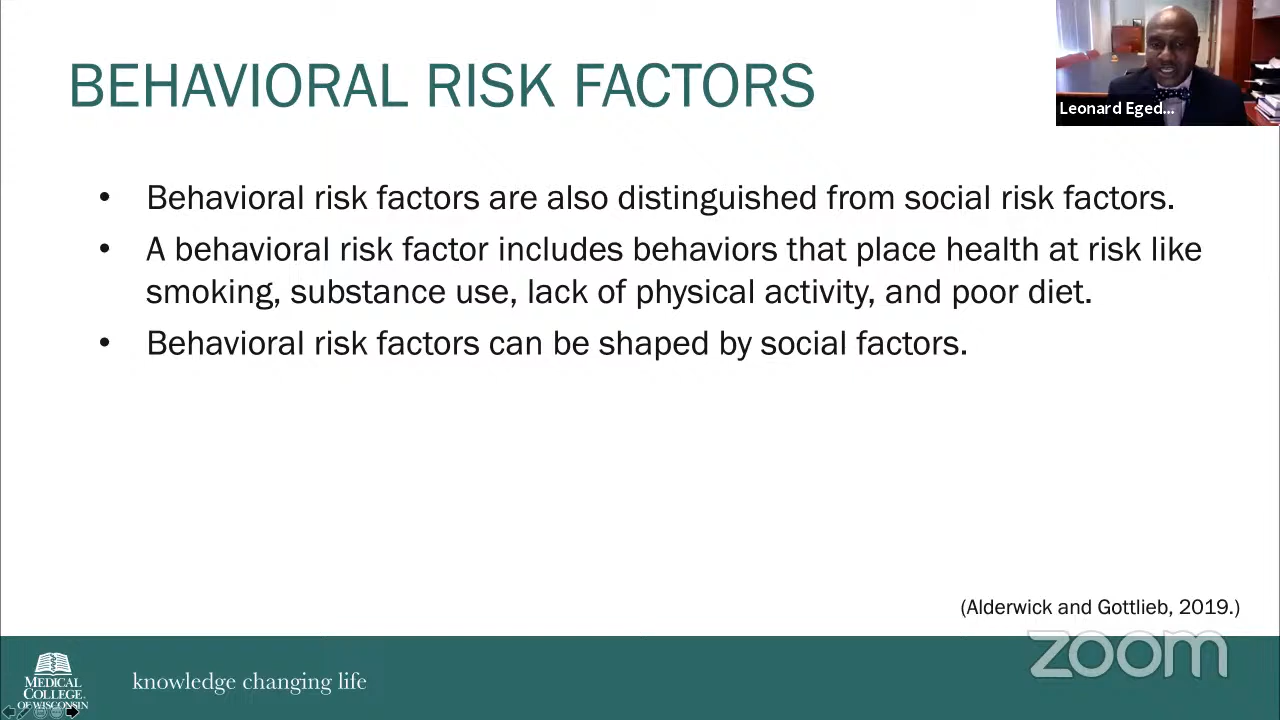 BEHAVIORAL RISK FACTORS
Leonard Eged...
• Behavioral risk factors are also distinguished from social risk factors.
• A behavioral risk factor includes behaviors that place health at risk like
smoking, substance use, lack of physical activity, and poor diet.
• Behavioral risk factors can be shaped by social factors.
(Alderwick and Gottlieb, 2019.)
zoom
MEDICAL
COLLEGE
OF WISCONSIN
knowledge changing life